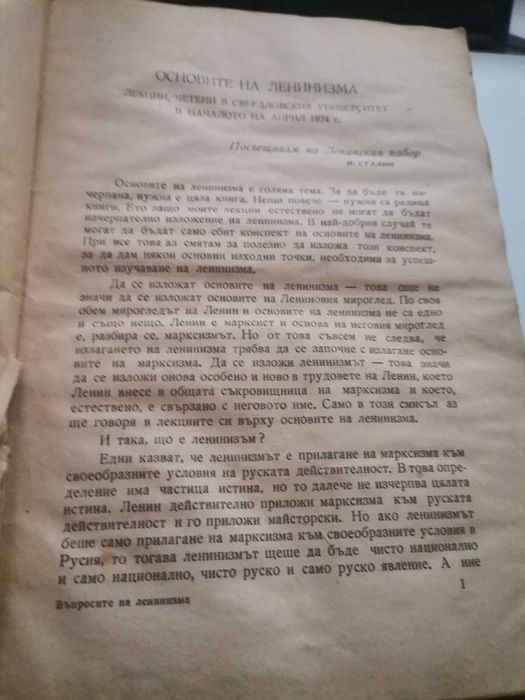 ОСНОВИТЕ НА ЛЕНИНИЗМА
ЛЕКЦИИ, ЧЕТЕНИ В СВЕРДЛОВСКИЯ УНИВЕРСИТЕТ
В НАЧАЛОТО НА АПРИЛ 1924 г.
Посвещавам на Ленинския набор
И. СТАЛИН
Основите на ленинизма е голяма тема. За да бъде тя из-
черпана, нужна е цяла книга. Нещо повече — нужни са редица
книги. Ето защо моите лекции естествено не могат да бъдат
изчерпателно изложение на ленинизма. В най-добрия случай те
могат да бъдат само сбит конспект на основите на ленинизма.
При все това аз смятам за полезно да изложа този конспект,
за да дам някои основни изходни точки, необходими за успеш-
ното изучаване на ленинизма.
Да се изложат основите на ленинизма — това още не
значи да се изложат основите на Лениновия мироглед. По своя
обем мирогледът на Ленин и основите на ленинизма не са едно
и също нещо. Ленин е марксист и основа на неговия мироглед
е, разбира се, марксизмът. Но от това съвсем не следва, че
излагането на ленинизма трябва да се започне с излагане осно-
вите на марксизма. Да се изложи ленинизмът — това значи
да се изложи онова особено и ново в трудовете на Ленин, което
Ленин внесе в общата съкровищница на марксизма и което,
естествено, е свързано с неговото име. Само в този смисъл аз
ще говоря в лекциите си върху основите на ленинизма.
И така, що е ленинизъм?
Едни казват, че ленинизмът е прилагане на марксизма към
своеобразните условия на руската действителност. В това опре-
деление има частица истина, но то далече не изчерпва цялата
истина. Ленин действително приложи марксизма към руската
действителност и го приложи майсторски. Но ако ленинизмът
беше само прилагане на марксизма към своеобразните условия в
Русия, то тогава ленинизмът щеше да бъде чисто национално
и само национално, чисто руско и само руско явление. А ние
1
Въпросите на ленинизма